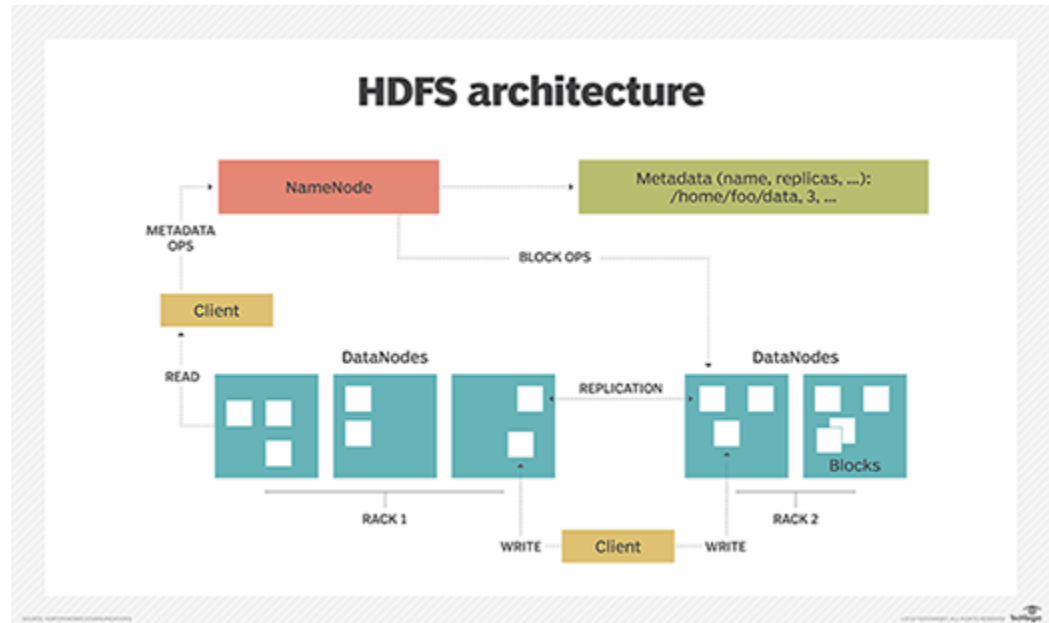 HDFS architecture
NameNode
Metadata (name, replicas, ...):
/home/foo/data, 3, ...
METADATA
OPS
BLOCK OPS
Client
DataNodes
DataNodes
READ
REPLICATION
Blocks
RACK 1
RACK 2
WRITE
Client
WRITE
TechTarget